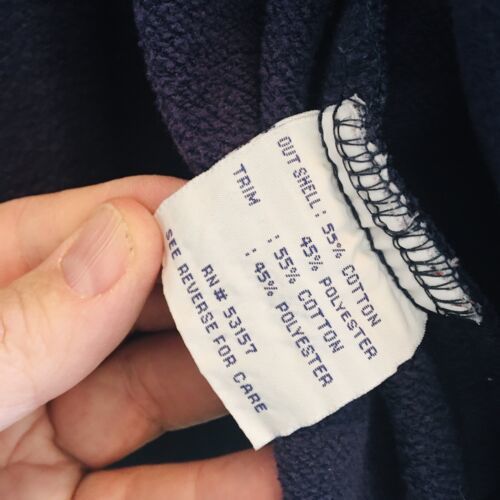 OUT SHELL: 55% COTTON
45% POLYESTER
TRIM : 55% COTTON
: 45% POLYESTER
RN# 53157
SEE REVERSE FOR CARE